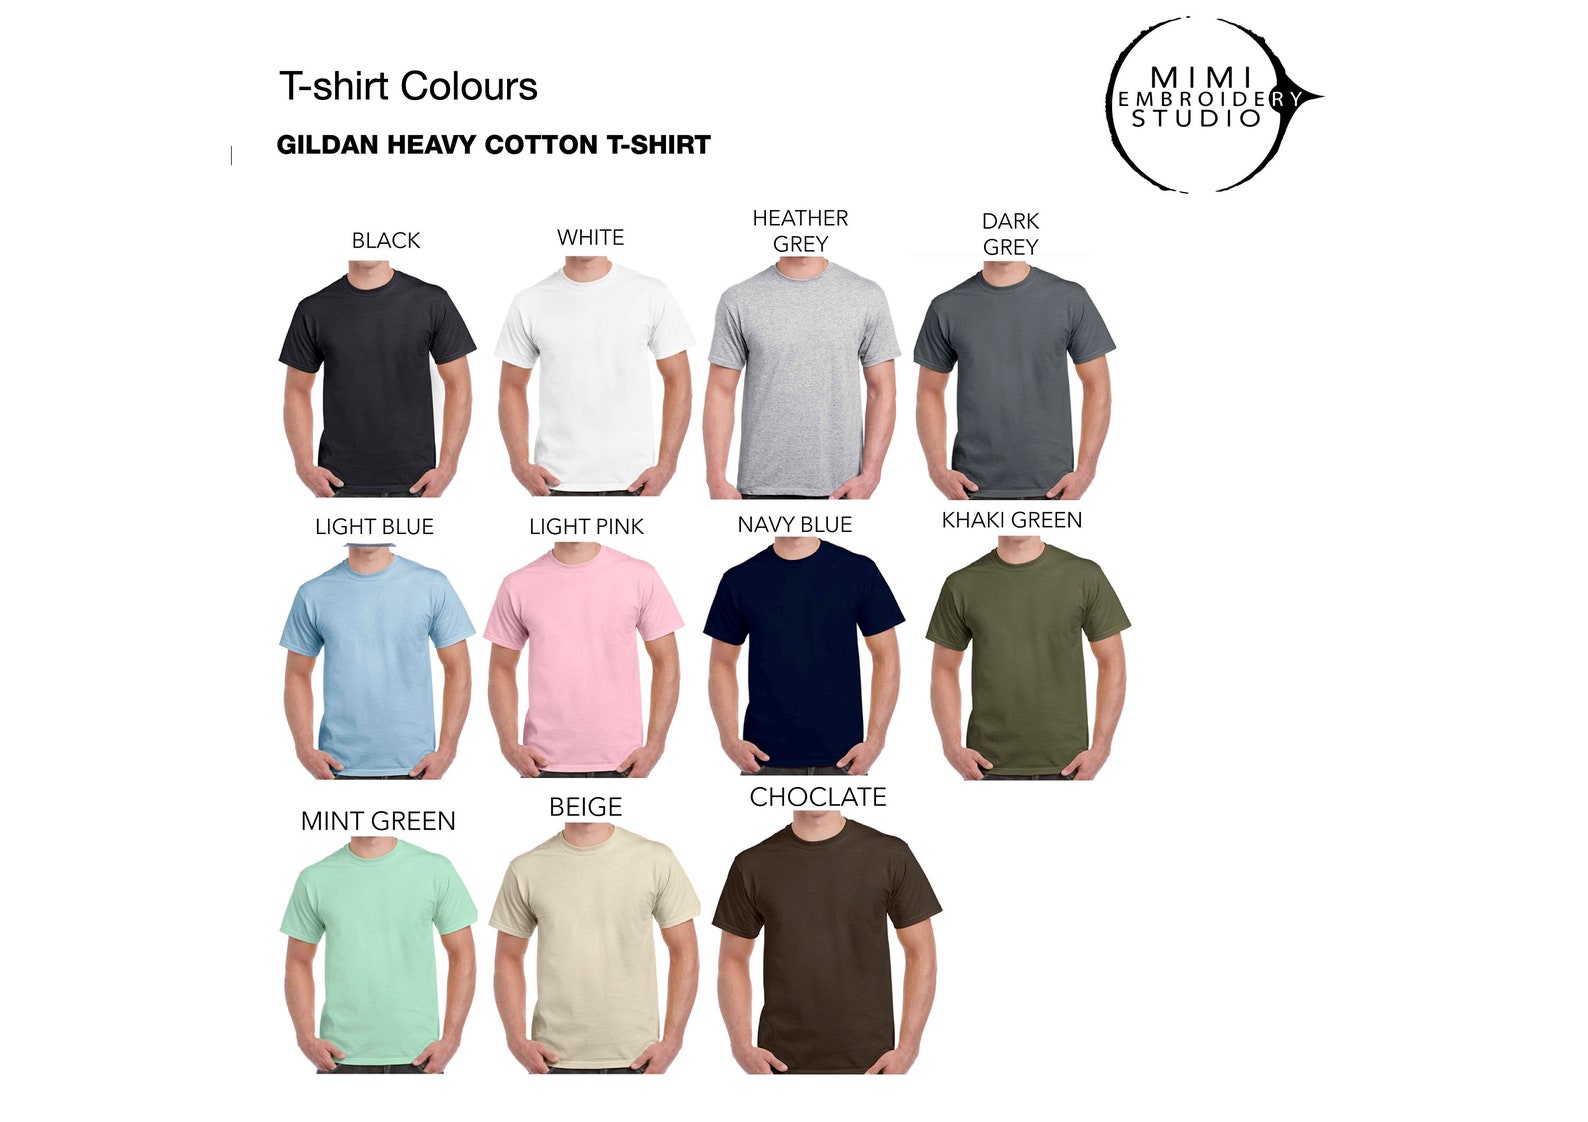 T-shirt Colours
GILDAN HEAVY COTTON T-SHIRT
MIMI
EMBROIDERY
STUDIO
BLACK
WHITE
HEATHER
GREY
DARK
GREY
LIGHT BLUE
LIGHT PINK
NAVY BLUE
KHAKI GREEN
MINT GREEN
BEIGE
CHOCLATE